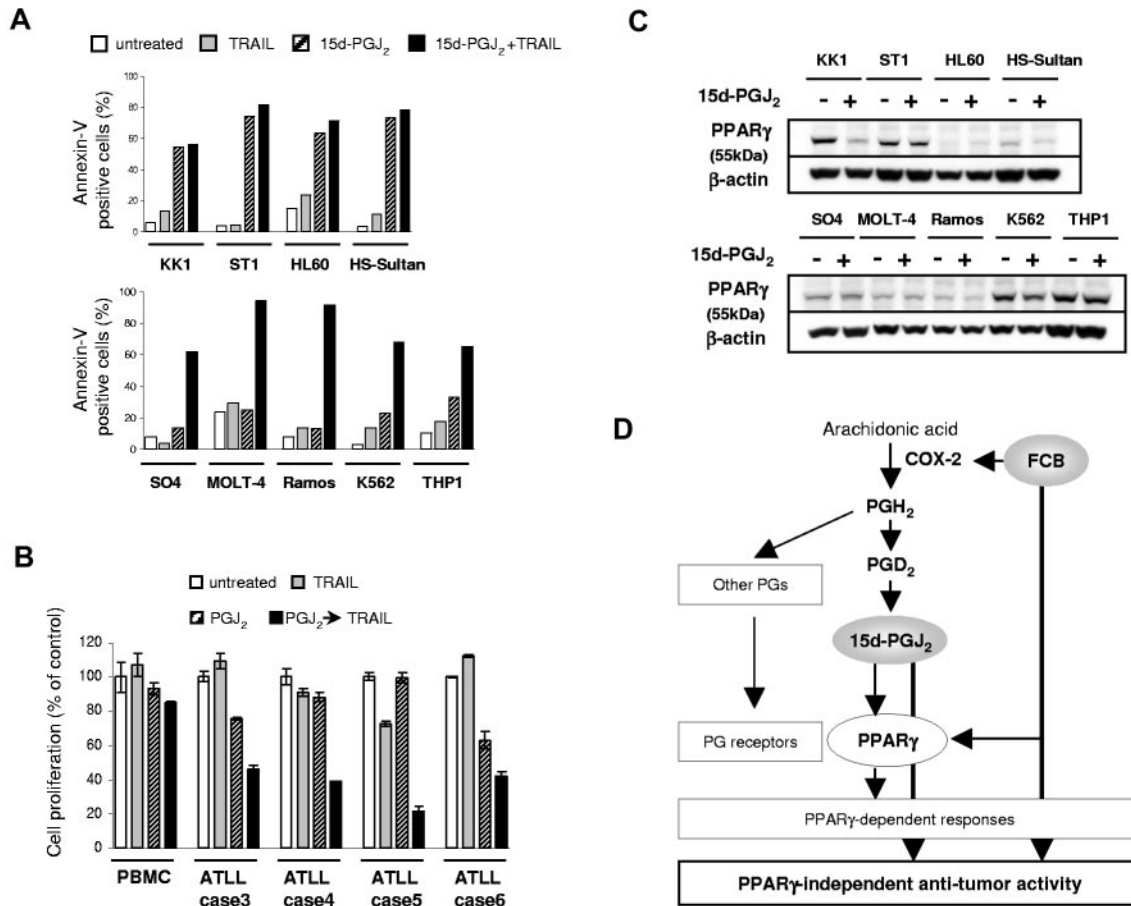 A
untreated TRAIL 15d-PGJ2 15d-PGJ2+TRAIL
Annexin-V
positive cells (%)
100
80
60
40
20
0
KK1 ST1 HL60 HS-Sultan
Annexin-V
positive cells (%)
100
80
60
40
20
0
SO4 MOLT-4 Ramos K562 THP1
B
untreated TRAIL
PGJ2 PGJ2→ TRAIL
Cell proliferation (% of control)
120
100
80
60
40
20
0
PBMC ATLL ATLL ATLL ATLL
case3 case4 case5 case6
C
KK1 ST1 HL60 HS-Sultan
15d-PGJ2 - + - + - + - +
PPARγ
(55kDa)
β-actin
SO4 MOLT-4 Ramos K562 THP1
15d-PGJ2 - + - + - + - + - +
PPARγ
(55kDa)
β-actin
D
Arachidonic acid
COX-2 FCB
PGH2
PGD2
Other PGs
15d-PGJ2
PG receptors PPARγ
PPARγ-dependent responses
PPARγ-independent anti-tumor activity